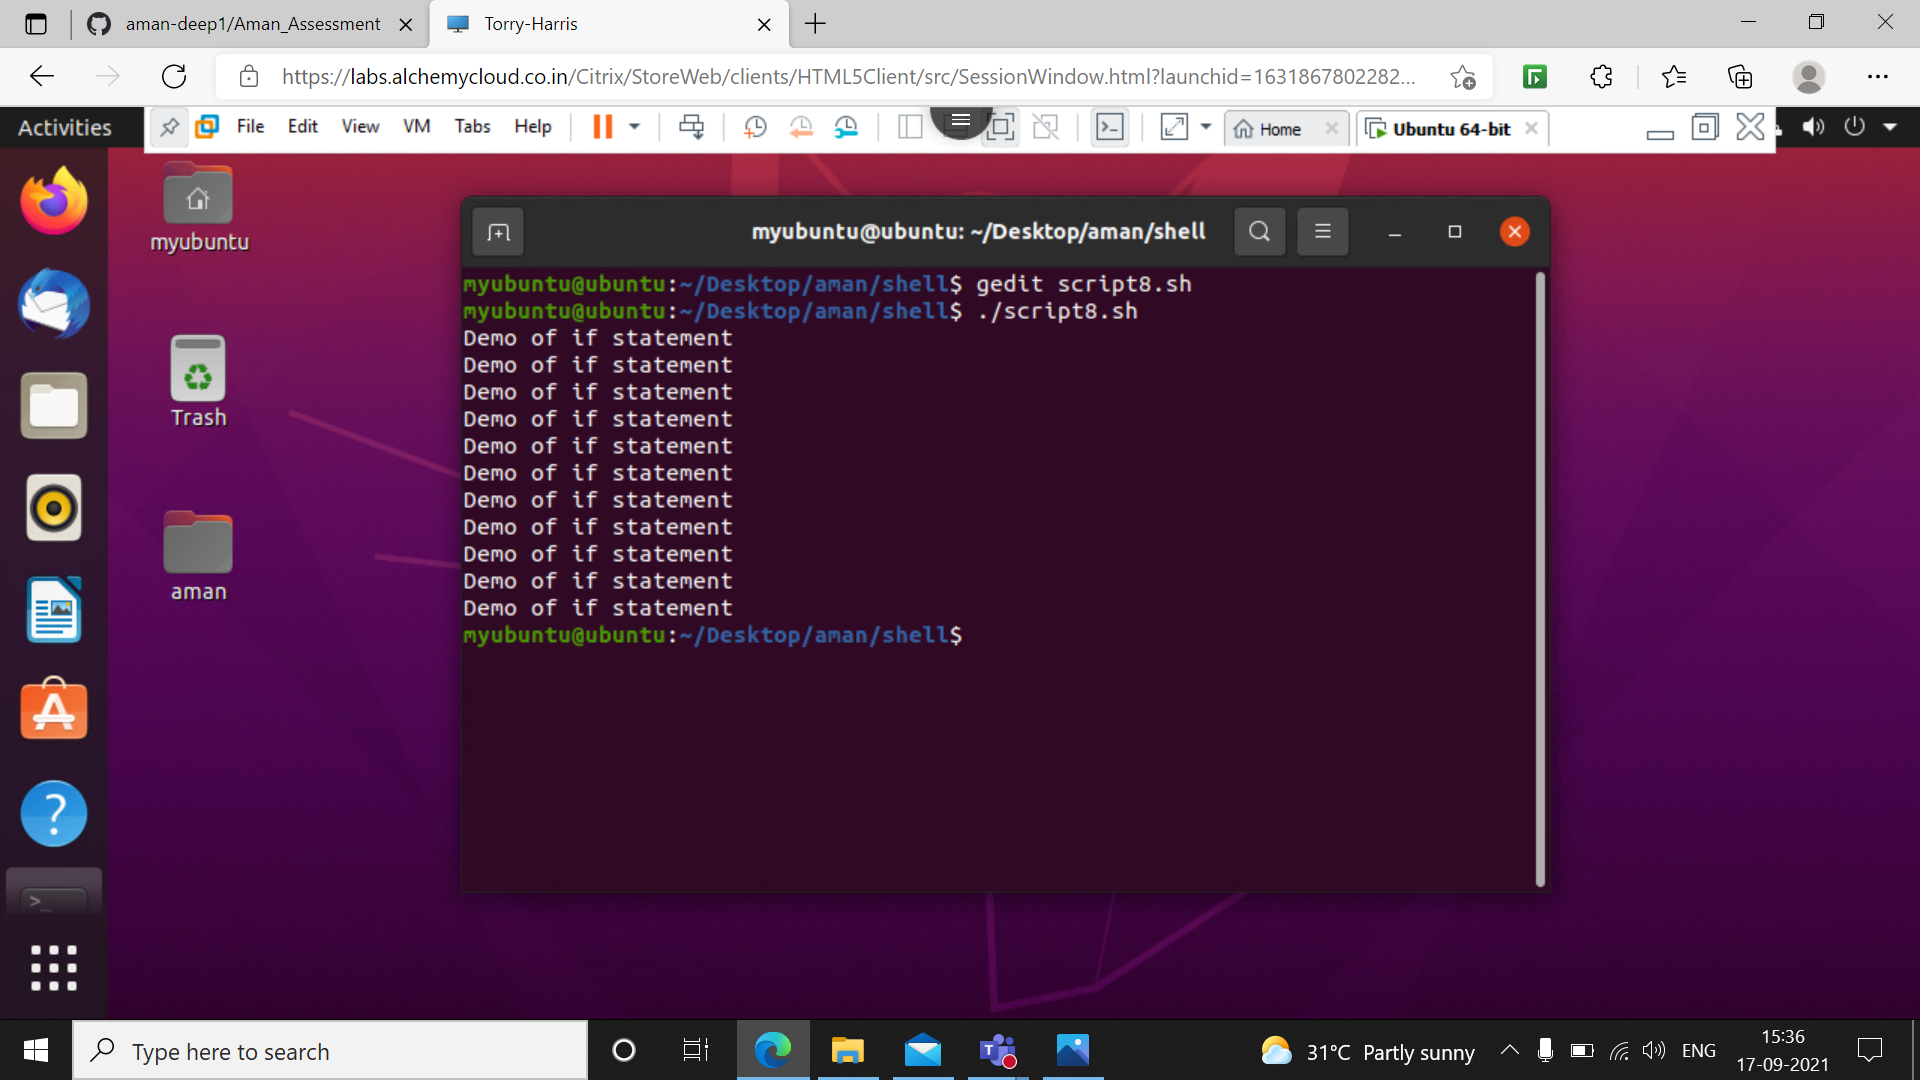 aman-deep1/Aman_Assessment
Torry-Harris
https://labs.alchemycloud.co.in/Citrix/StoreWeb/clients/HTML5Client/src/SessionWindow.html?launchid=1631867802282...
Activities
File Edit View VM Tabs Help
Home
Ubuntu 64-bit
myubuntu
Trash
aman
myubuntu@ubuntu: ~/Desktop/aman/shell
myubuntu@ubuntu:~/Desktop/aman/shell$ gedit script8.sh
myubuntu@ubuntu:~/Desktop/aman/shell$ ./script8.sh
Demo of if statement
Demo of if statement
Demo of if statement
Demo of if statement
Demo of if statement
Demo of if statement
Demo of if statement
Demo of if statement
Demo of if statement
Demo of if statement
Demo of if statement
myubuntu@ubuntu:~/Desktop/aman/shell$
Type here to search
31°C Partly sunny
ENG
15:36
17-09-2021